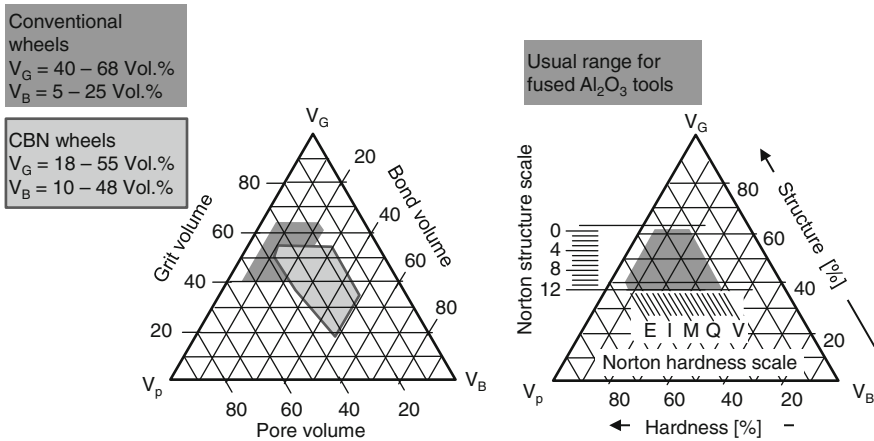 Conventional
wheels
V_G = 40 – 68 Vol.%
V_B = 5 – 25 Vol.%
CBN wheels
V_G = 18 – 55 Vol.%
V_B = 10 – 48 Vol.%
V_G
20
80
40
60
60
40
80
20
Grit volume
Bond volume
V_p
V_B
80
60
40
20
Pore volume
Usual range for
fused Al₂O₃ tools
V_G
80
60
40
20
Structure [%]
Norton structure scale
0
4
8
12
E I M Q V
Norton hardness scale
V_p
V_B
80
60
40
20
Hardness [%] –